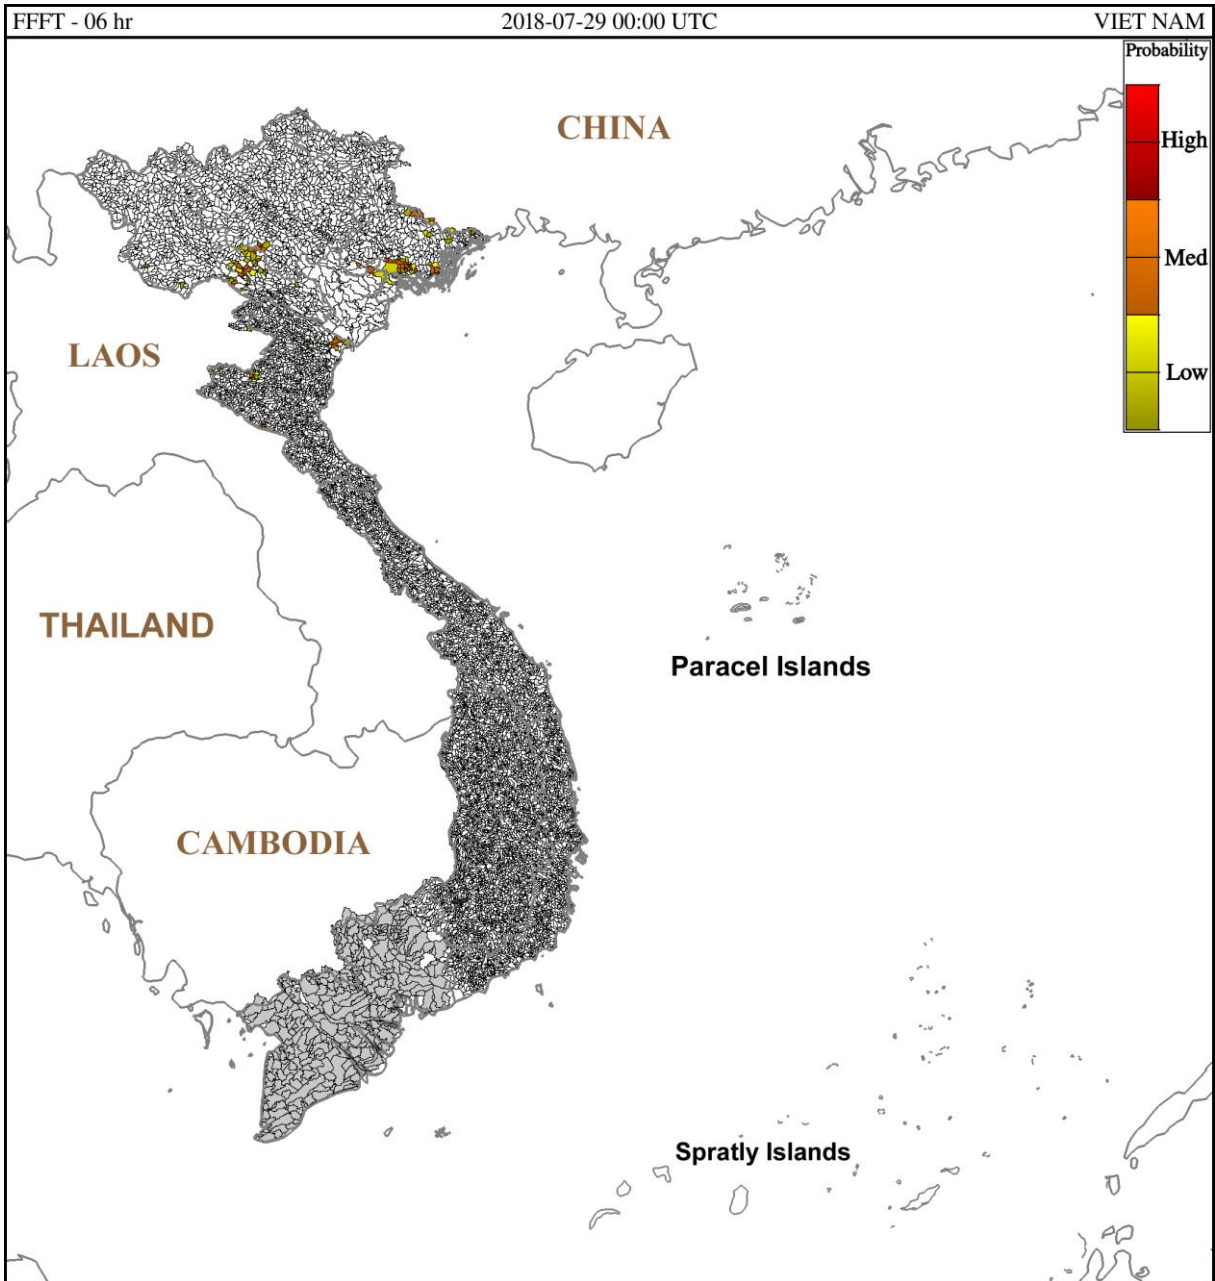 FFFT - 06 hr 2018-07-29 00:00 UTC VIET NAM
Probability
High
Med
Low
CHINA
LAOS
THAILAND
Paracel Islands
CAMBODIA
Spratly Islands